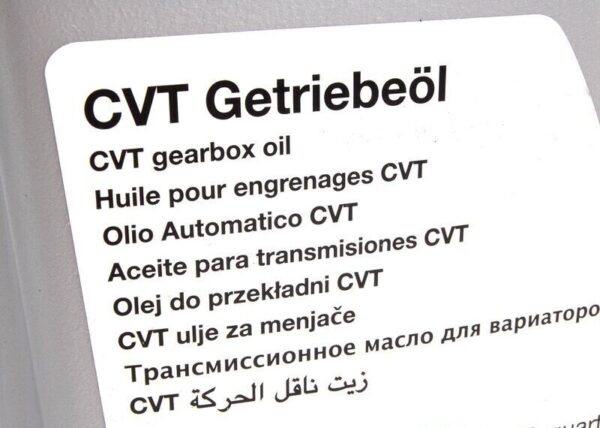 CVT Getriebeöl
CVT gearbox oil
Huile pour engrenages CVT
Olio Automatico CVT
Aceite para transmisiones CVT
Olej do przekładni CVT
CVT ulje za menjače
Трансмиссионное масло для вариаторо
زيت ناقل الحركة CVT